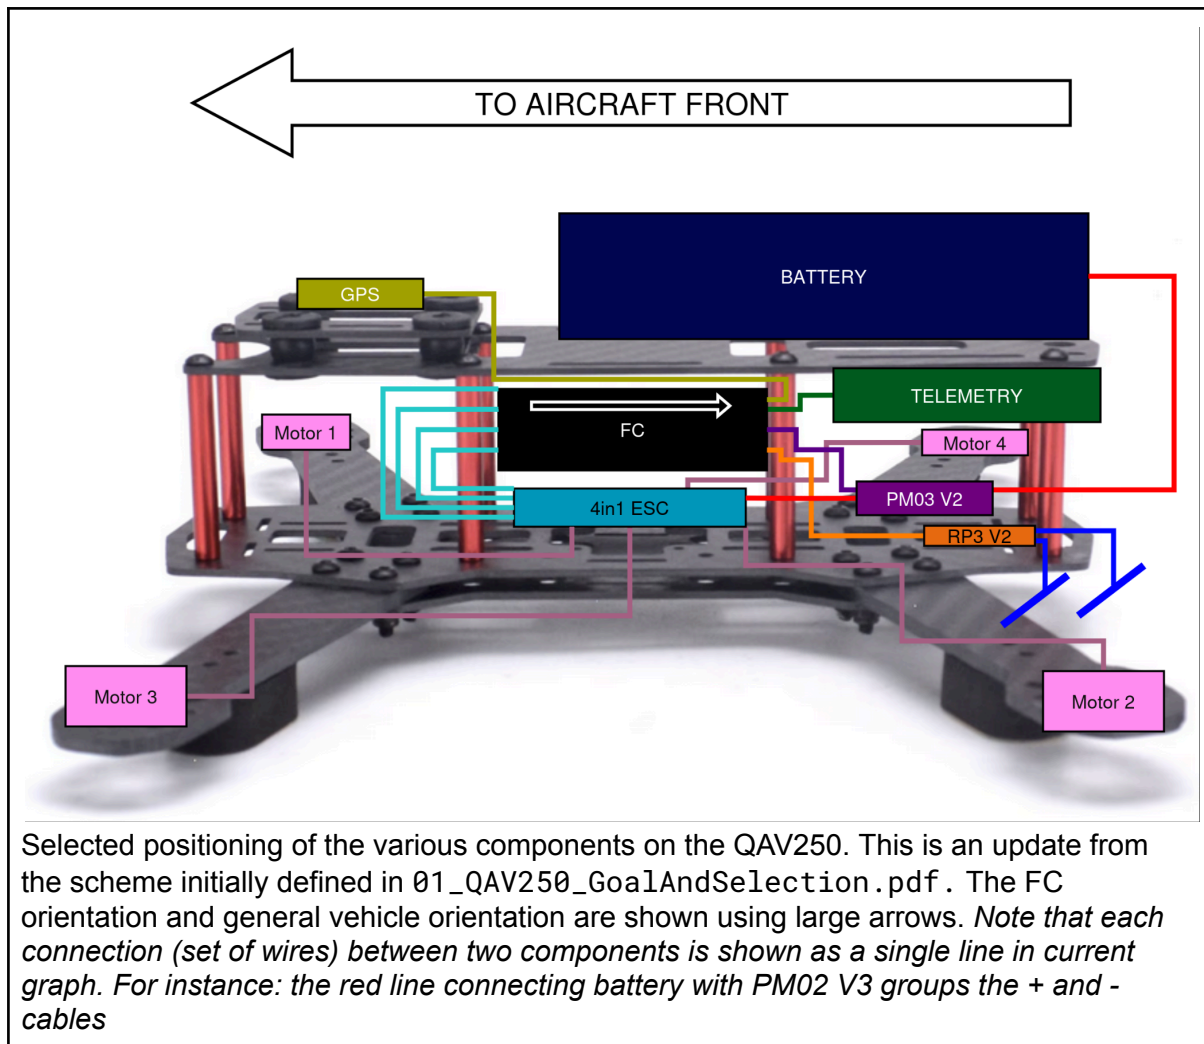 TO AIRCRAFT FRONT
BATTERY
GPS
TELEMETRY
FC
Motor 1
Motor 4
PM03 V2
4in1 ESC
RP3 V2
Motor 3
Motor 2
Selected positioning of the various components on the QAV250. This is an update from
the scheme initially defined in 01_QAV250_GoalAndSelection.pdf. The FC
orientation and general vehicle orientation are shown using large arrows. Note that each
connection (set of wires) between two components is shown as a single line in current
graph. For instance: the red line connecting battery with PM02 V3 groups the + and -
cables